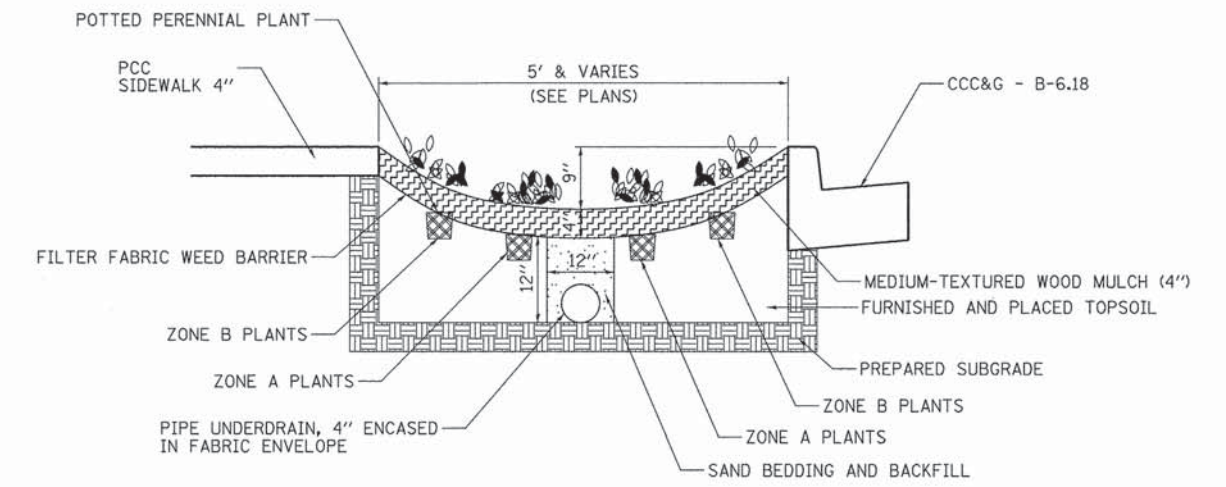 POTTED PERENNIAL PLANT
PCC
SIDEWALK 4"
5' & VARIES
(SEE PLANS)
CCC&G - B-6.18
9"
4"
12"
12"
FILTER FABRIC WEED BARRIER
MEDIUM-TEXTURED WOOD MULCH (4")
FURNISHED AND PLACED TOPSOIL
ZONE B PLANTS
PREPARED SUBGRADE
ZONE A PLANTS
ZONE B PLANTS
PIPE UNDERDRAIN, 4" ENCASED
IN FABRIC ENVELOPE
ZONE A PLANTS
SAND BEDDING AND BACKFILL